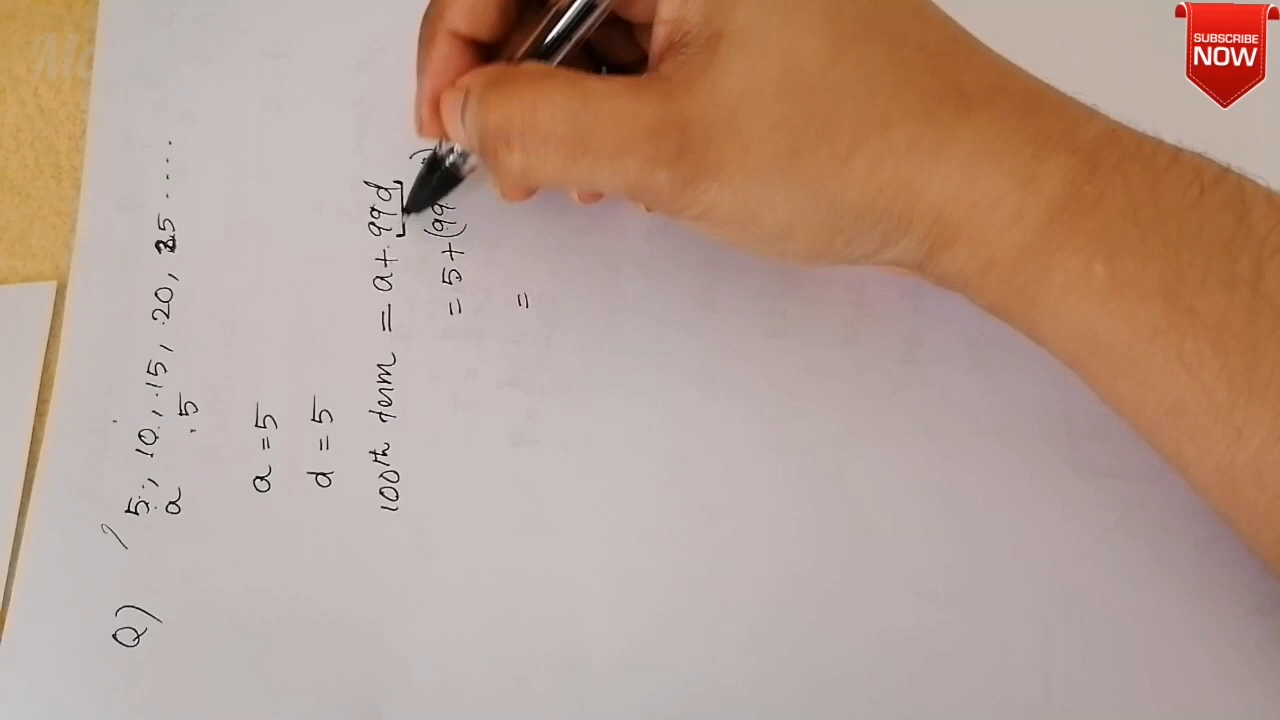 Q) 5, 10, 15, 20, 25 .....
a 5
a = 5
d = 5
100th term = a + 99d
= 5 + (99 )
=
SUBSCRIBE
NOW